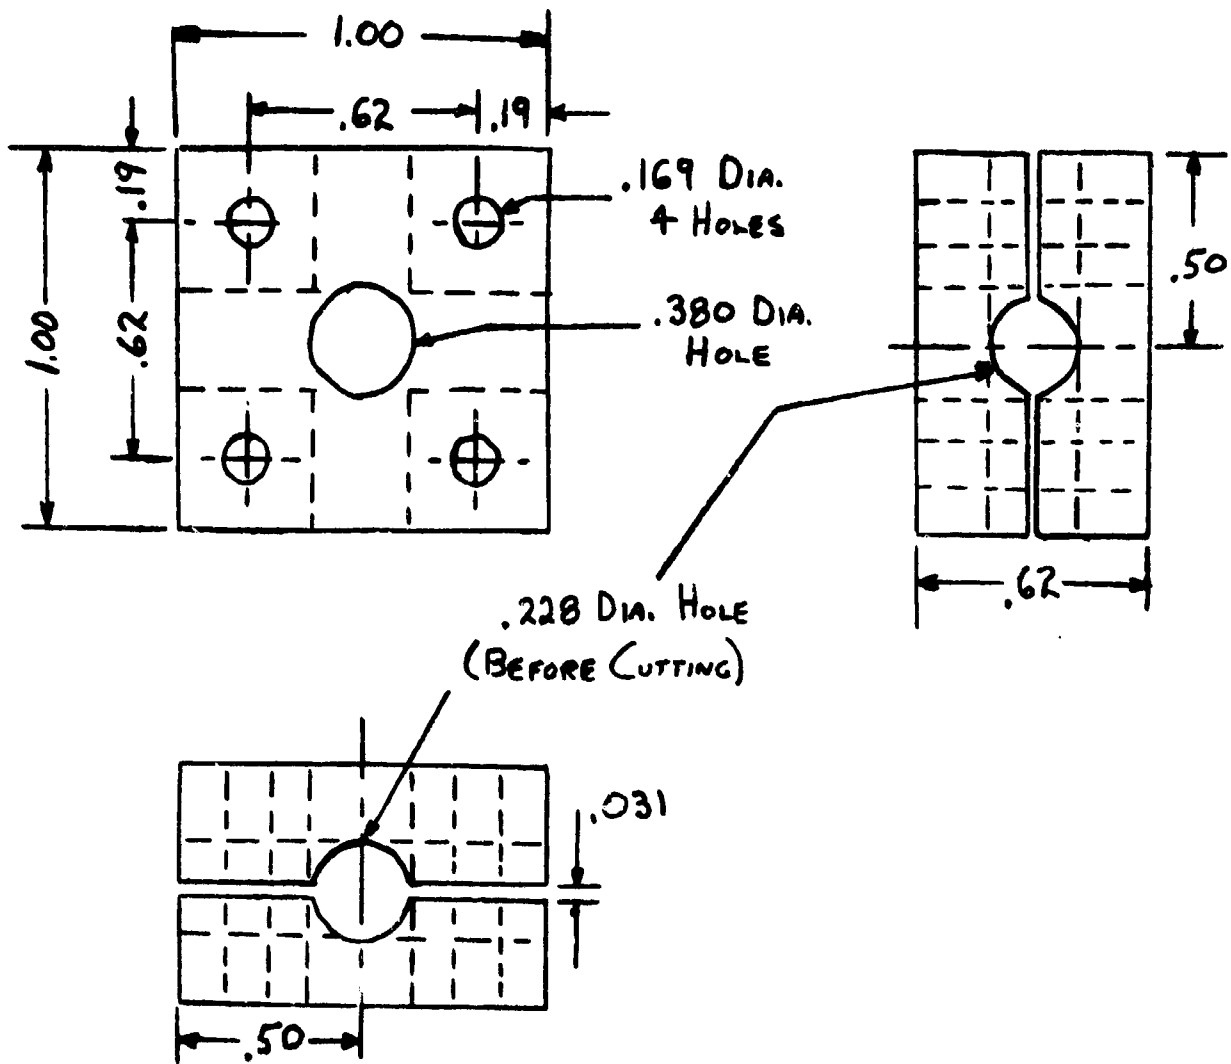 1.00
.62
.19
.19
.169 DIA.
4 HOLES
.50
1.00
.62
.380 DIA.
HOLE
.62
.228 DIA. HOLE
(BEFORE CUTTING)
.031
.50